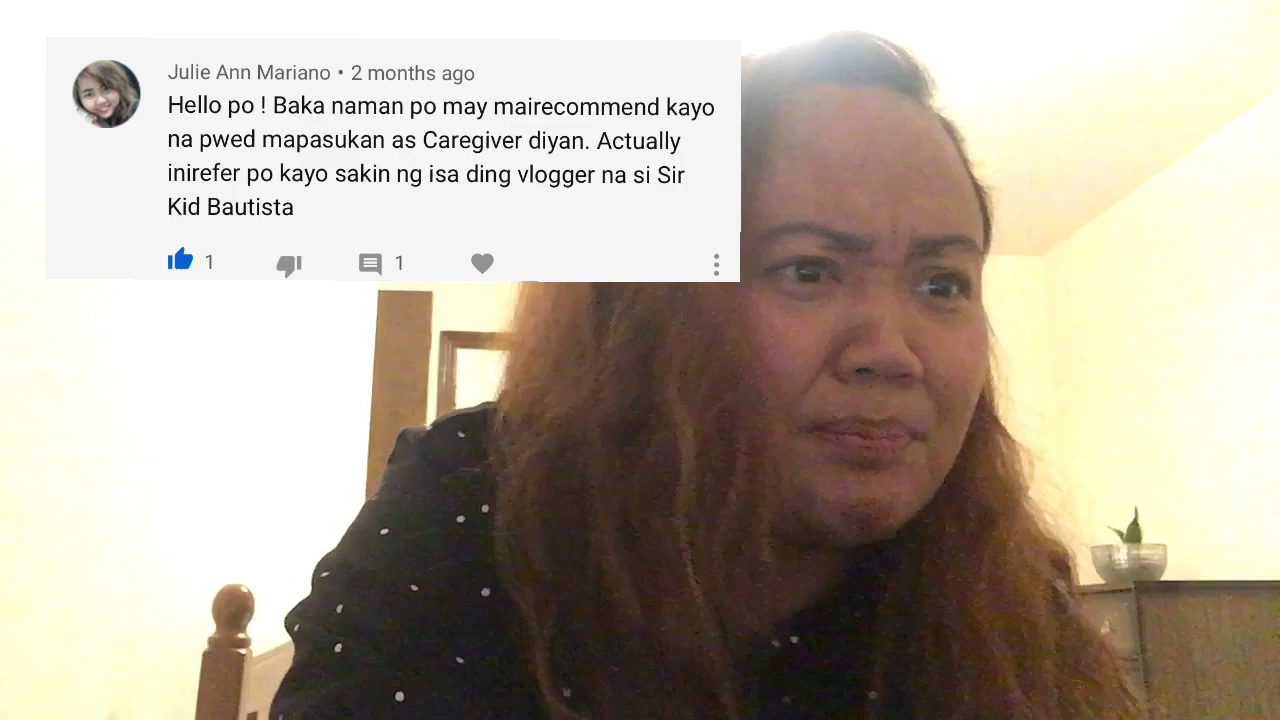 Julie Ann Mariano • 2 months ago
Hello po ! Baka naman po may mairecommend kayo
na pwed mapasukan as Caregiver diyan. Actually
inirefer po kayo sakin ng isa ding vlogger na si Sir
Kid Bautista
1 1